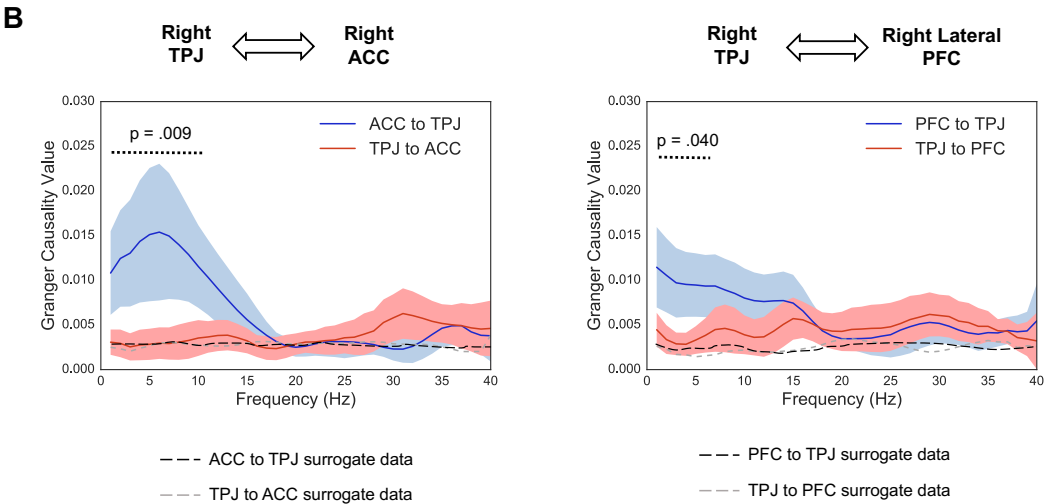 B
Right
TPJ
Right
ACC
0.030
0.025
0.020
0.015
0.010
0.005
0.000
Granger Causality Value
p = .009
ACC to TPJ
TPJ to ACC
0 5 10 15 20 25 30 35 40
Frequency (Hz)
ACC to TPJ surrogate data
TPJ to ACC surrogate data
Right
TPJ
Right Lateral
PFC
0.030
0.025
0.020
0.015
0.010
0.005
0.000
Granger Causality Value
p = .040
PFC to TPJ
TPJ to PFC
0 5 10 15 20 25 30 35 40
Frequency (Hz)
PFC to TPJ surrogate data
TPJ to PFC surrogate data